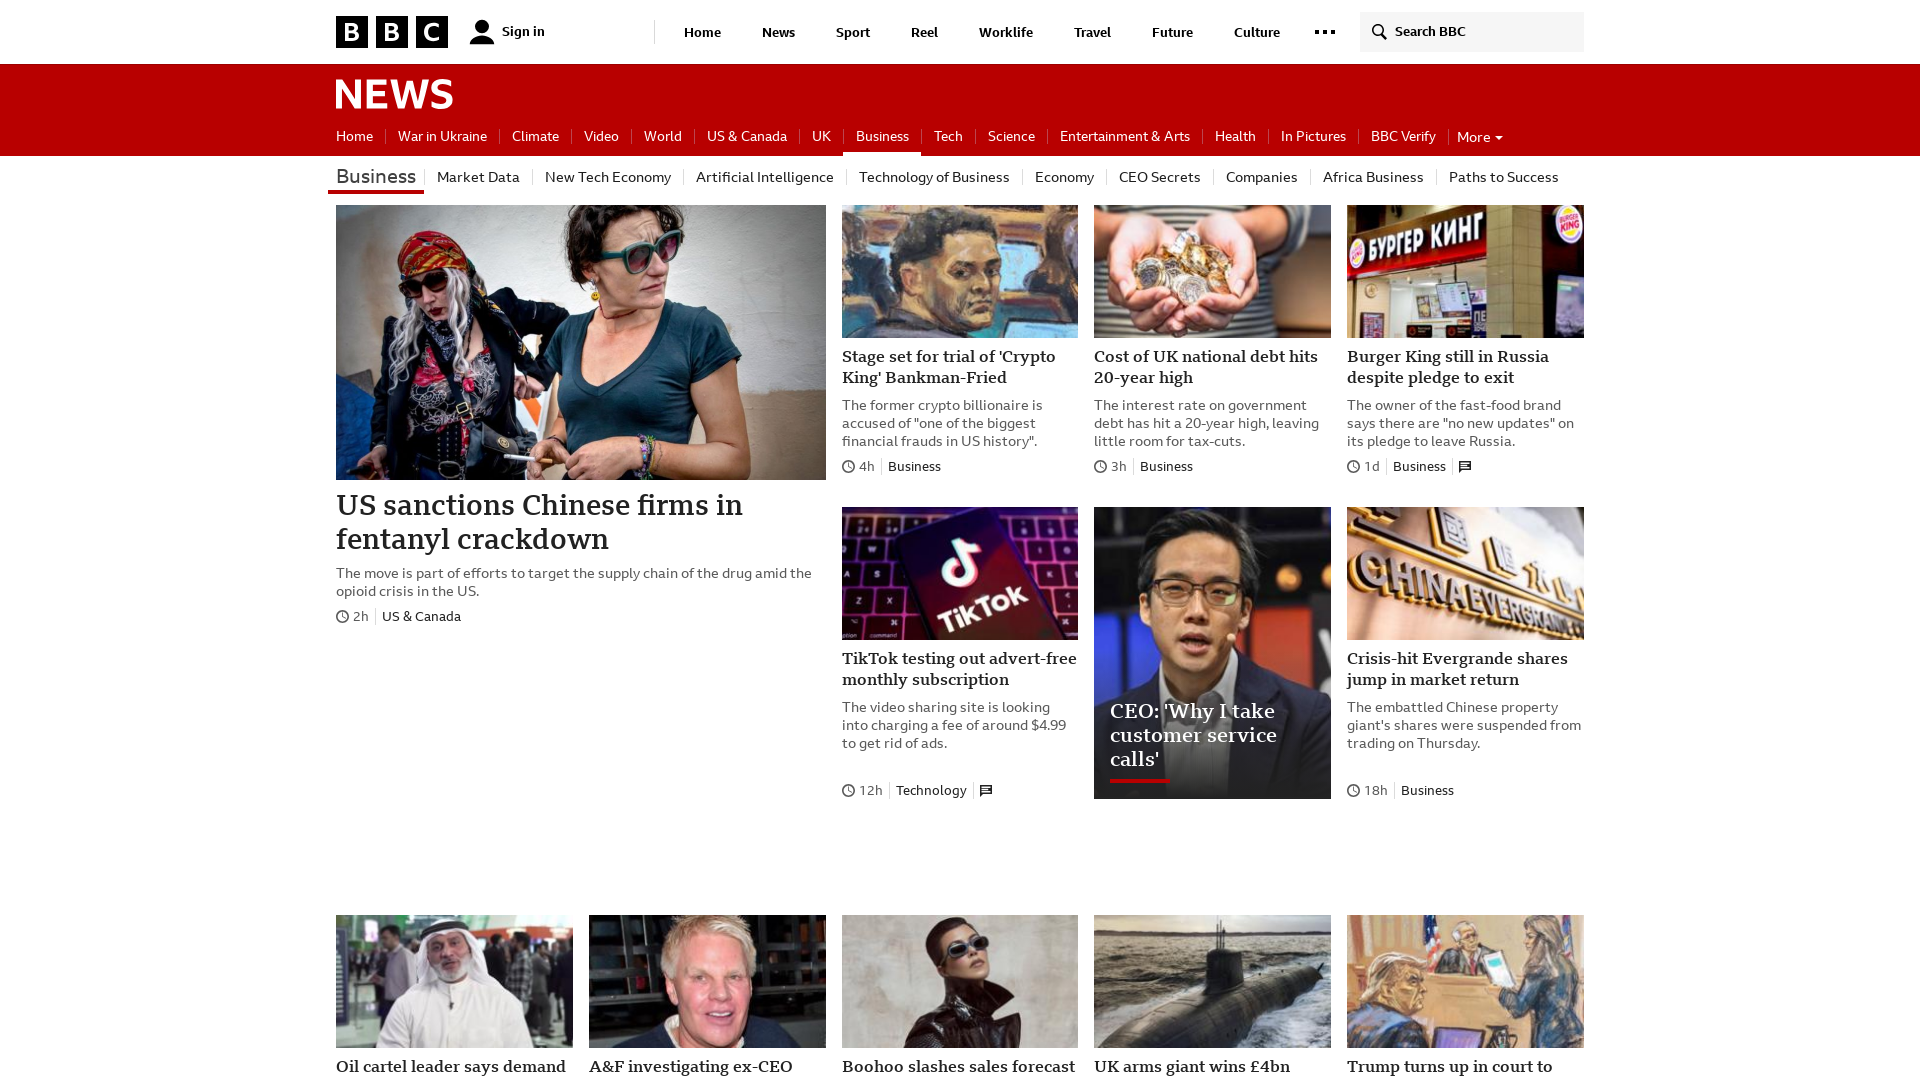 BBC
Sign in
Home
News
Sport
Reel
Worklife
Travel
Future
Culture
Search BBC
NEWS
Home
War in Ukraine
Climate
Video
World
US & Canada
UK
Business
Tech
Science
Entertainment & Arts
Health
In Pictures
BBC Verify
More
Business
Market Data
New Tech Economy
Artificial Intelligence
Technology of Business
Economy
CEO Secrets
Companies
Africa Business
Paths to Success
US sanctions Chinese firms in
fentanyl crackdown
The move is part of efforts to target the supply chain of the drug amid the
opioid crisis in the US.
2h
US & Canada
Stage set for trial of 'Crypto
King' Bankman-Fried
The former crypto billionaire is
accused of "one of the biggest
financial frauds in US history".
4h
Business
Cost of UK national debt hits
20-year high
The interest rate on government
debt has hit a 20-year high, leaving
little room for tax-cuts.
3h
Business
БУРГЕР КИНГ
BURGER
KING
Burger King still in Russia
despite pledge to exit
The owner of the fast-food brand
says there are "no new updates" on
its pledge to leave Russia.
1d
Business
TikTok
option
command
TikTok testing out advert-free
monthly subscription
The video sharing site is looking
into charging a fee of around $4.99
to get rid of ads.
12h
Technology
CEO: 'Why I take
customer service
calls'
CHINA EVERGRANDE
Crisis-hit Evergrande shares
jump in market return
The embattled Chinese property
giant's shares were suspended from
trading on Thursday.
18h
Business
Oil cartel leader says demand
A&F investigating ex-CEO
Boohoo slashes sales forecast
UK arms giant wins £4bn
Trump turns up in court to